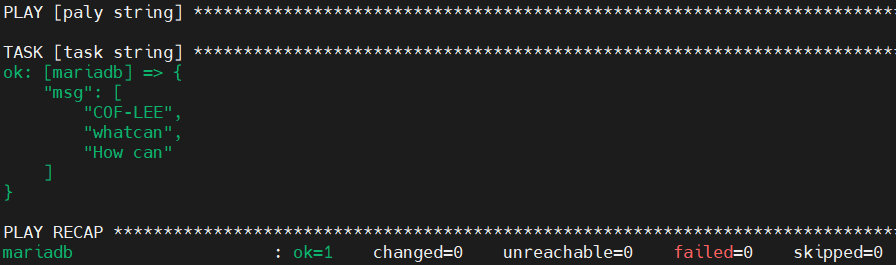 PLAY [paly string] *****************************************************************************
TASK [task string] *****************************************************************************
ok: [mariadb] => {
    "msg": [
        "COF-LEE",
        "whatcan",
        "How can"
    ]
}
PLAY RECAP *************************************************************************************
mariadb                    : ok=1    changed=0    unreachable=0    failed=0    skipped=0